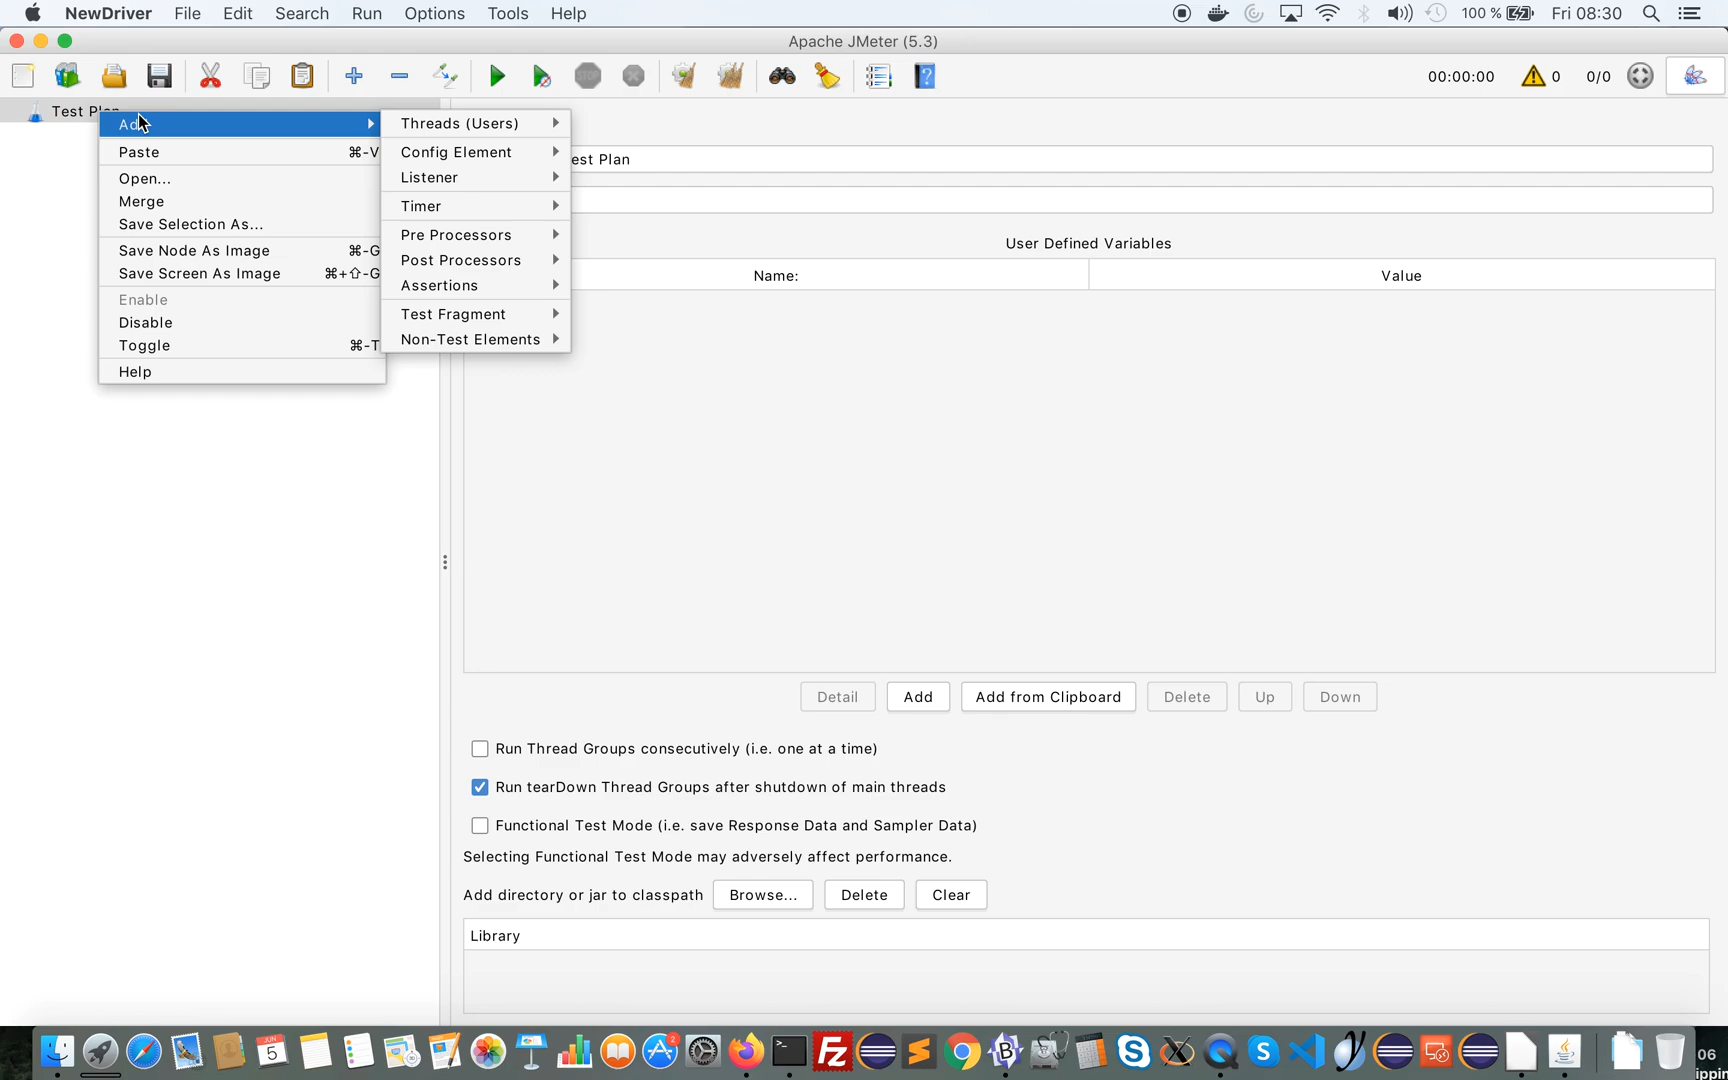 NewDriver File Edit Search Run Options Tools Help 100 % Fri 08:30
Apache JMeter (5.3)
00:00:00 0 0/0
Test
Paste ⌘-V
Open...
Merge
Save Selection As...
Save Node As Image ⌘-G
Save Screen As Image ⌘+⇧-G
Enable
Disable
Toggle ⌘-T
Help
Threads (Users)
Config Element
Listener
Timer
Pre Processors
Post Processors
Assertions
Test Fragment
Non-Test Elements
est Plan
User Defined Variables
Name: Value
Detail Add Add from Clipboard Delete Up Down
Run Thread Groups consecutively (i.e. one at a time)
Run tearDown Thread Groups after shutdown of main threads
Functional Test Mode (i.e. save Response Data and Sampler Data)
Selecting Functional Test Mode may adversely affect performance.
Add directory or jar to classpath Browse... Delete Clear
Library
JUN
5
2
06
ippin